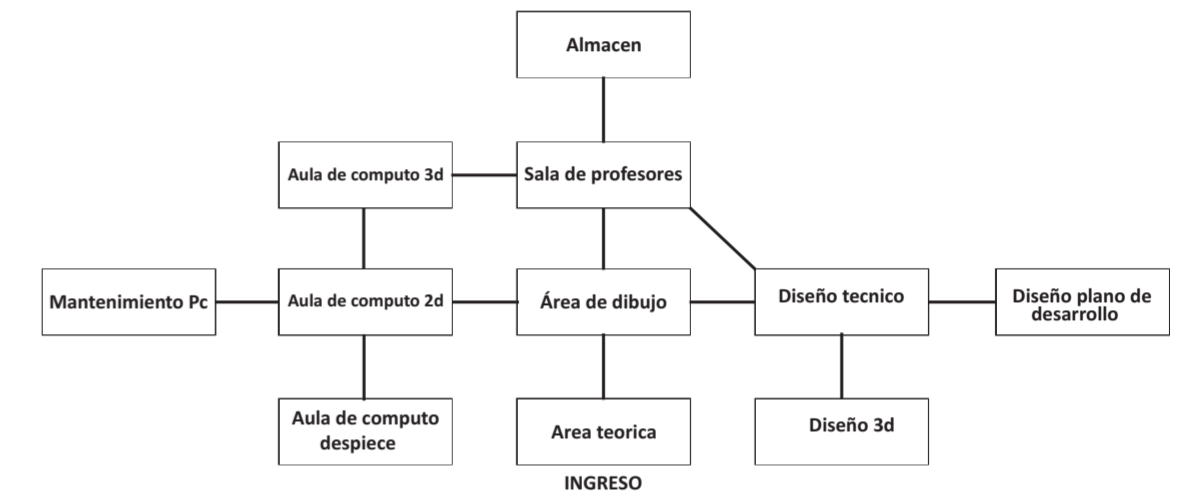 Almacen
Aula de computo 3d
Sala de profesores
Mantenimiento Pc
Aula de computo 2d
Área de dibujo
Diseño tecnico
Diseño plano de
desarrollo
Aula de computo
despiece
Area teorica
Diseño 3d
INGRESO